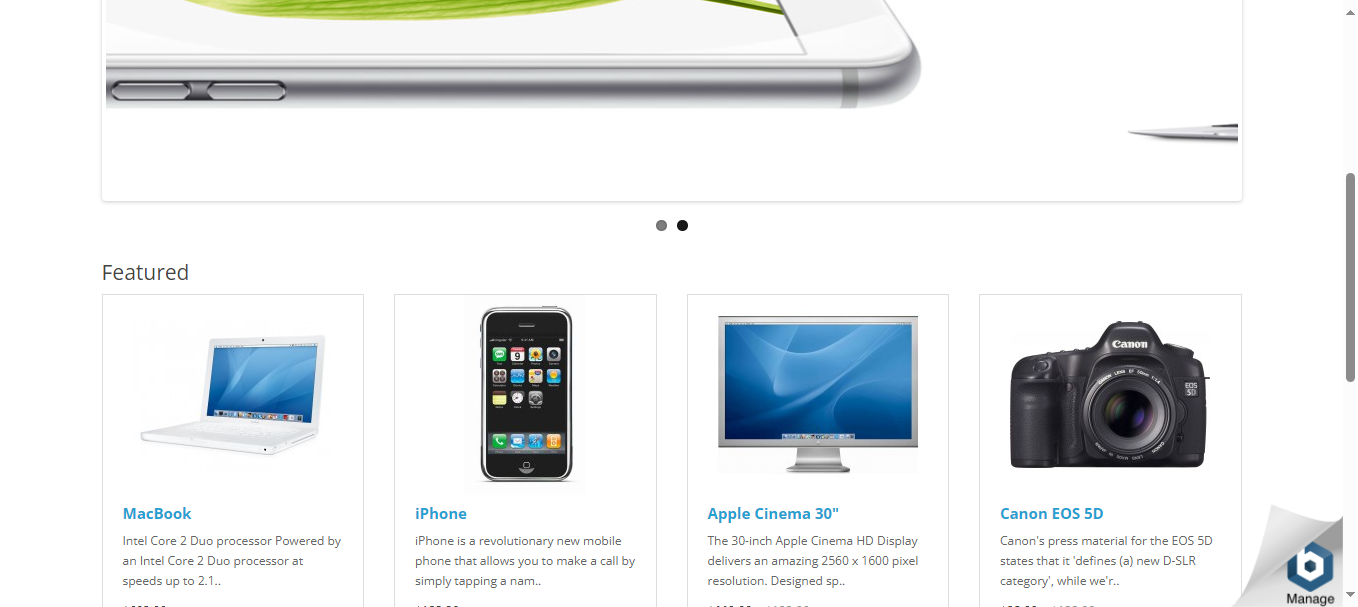 Featured
Canon
EOS
5D
MacBook
Intel Core 2 Duo processor Powered by
an Intel Core 2 Duo processor at
speeds up to 2.1..
iPhone
iPhone is a revolutionary new mobile
phone that allows you to make a call by
simply tapping a nam..
Apple Cinema 30"
The 30-inch Apple Cinema HD Display
delivers an amazing 2560 x 1600 pixel
resolution. Designed sp..
Canon EOS 5D
Canon's press material for the EOS 5D
states that it 'defines (a) new D-SLR
category', while we'r..
Manage